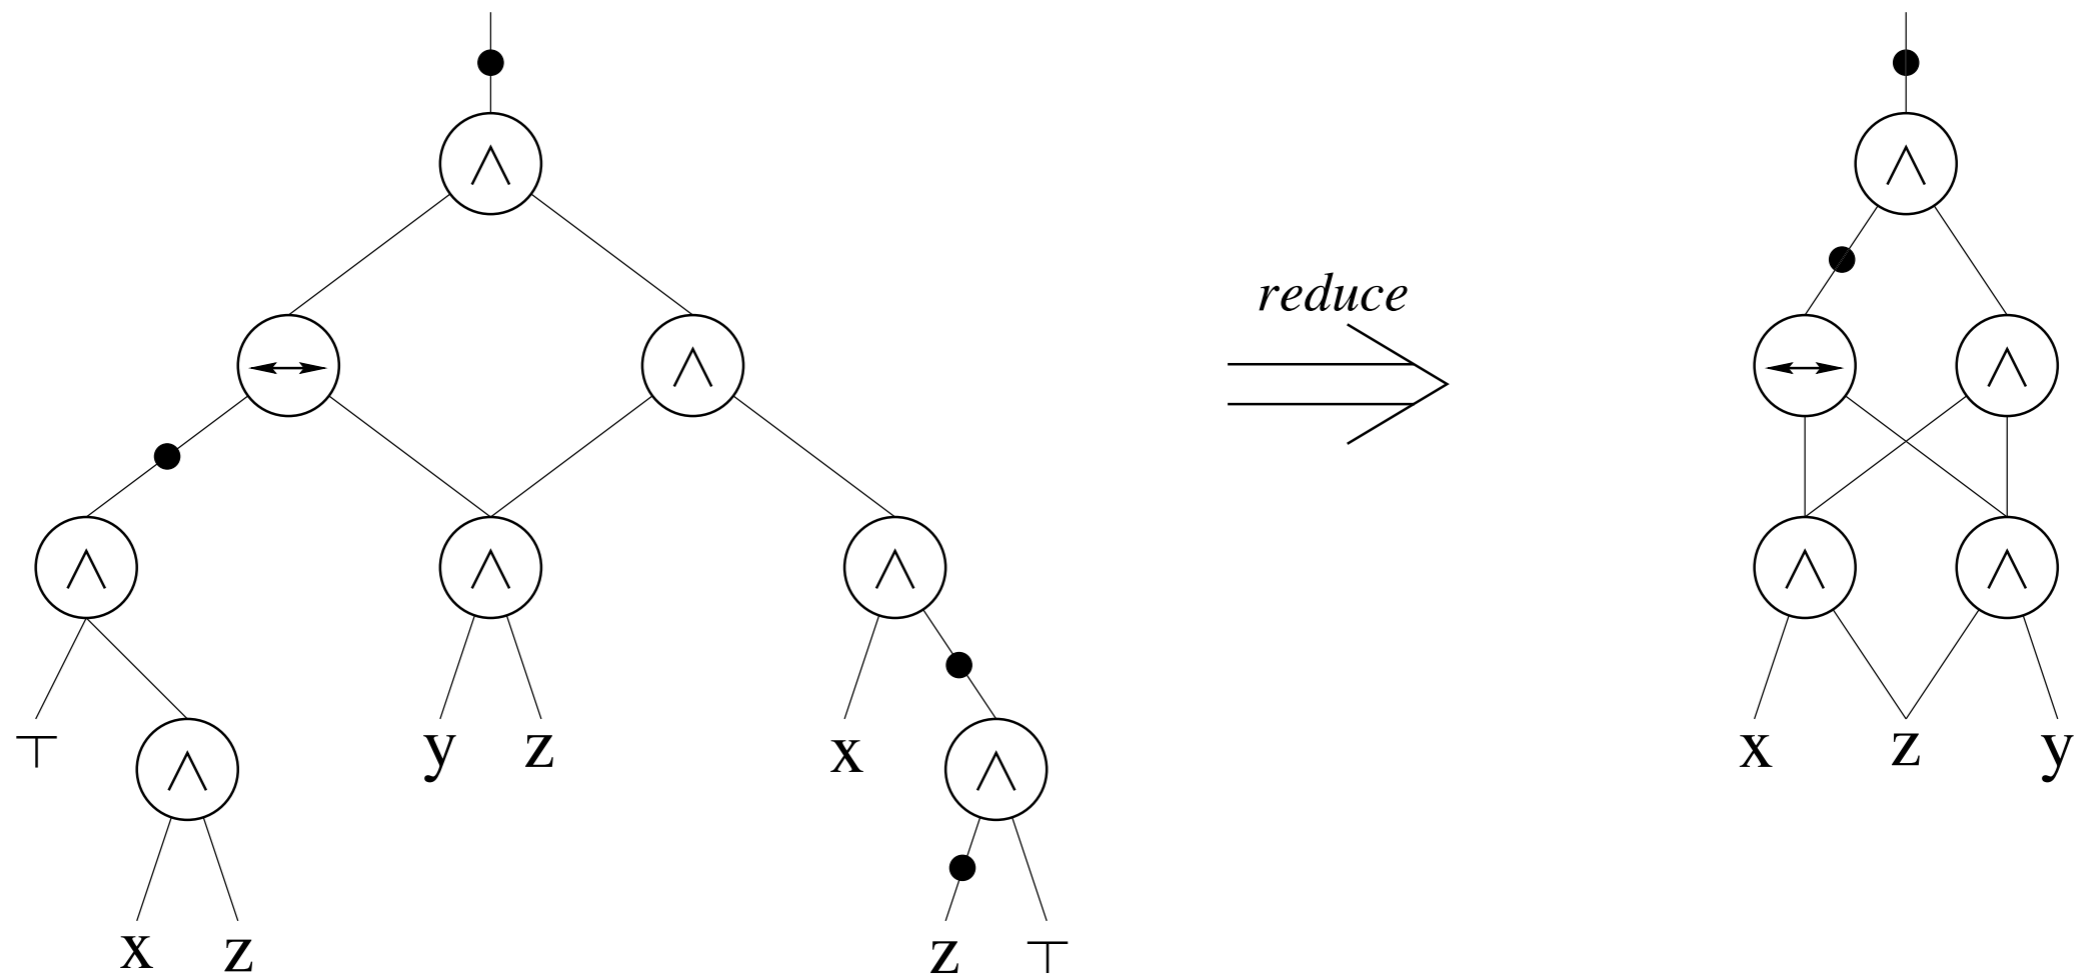 ∧ ∧
reduce
↔ ∧ ↔ ∧
∧ ∧ ∧ ∧ ∧
⊤ y z x x z y
∧ ∧
x z z ⊤